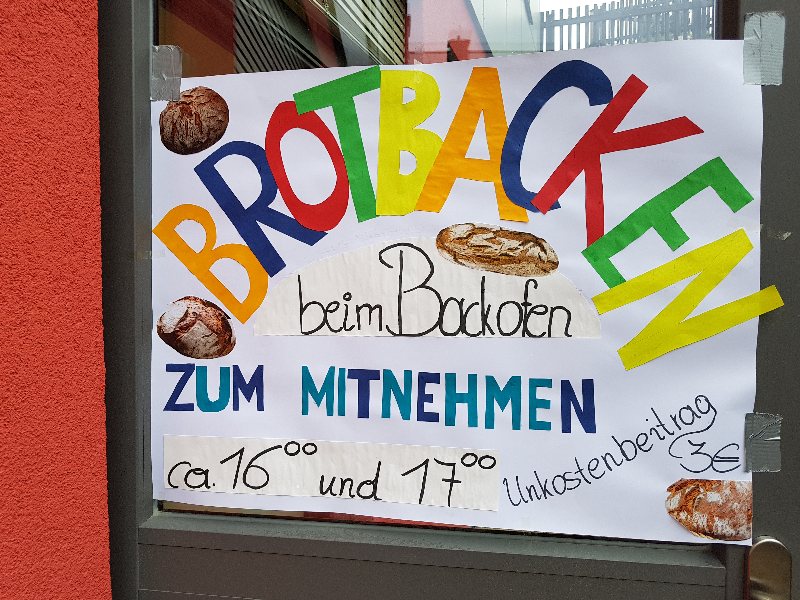 BROTBACKEN
beim Backofen
ZUM MITNEHMEN
ca. 16⁰⁰ und 17⁰⁰
Unkostenbeitrag
3€